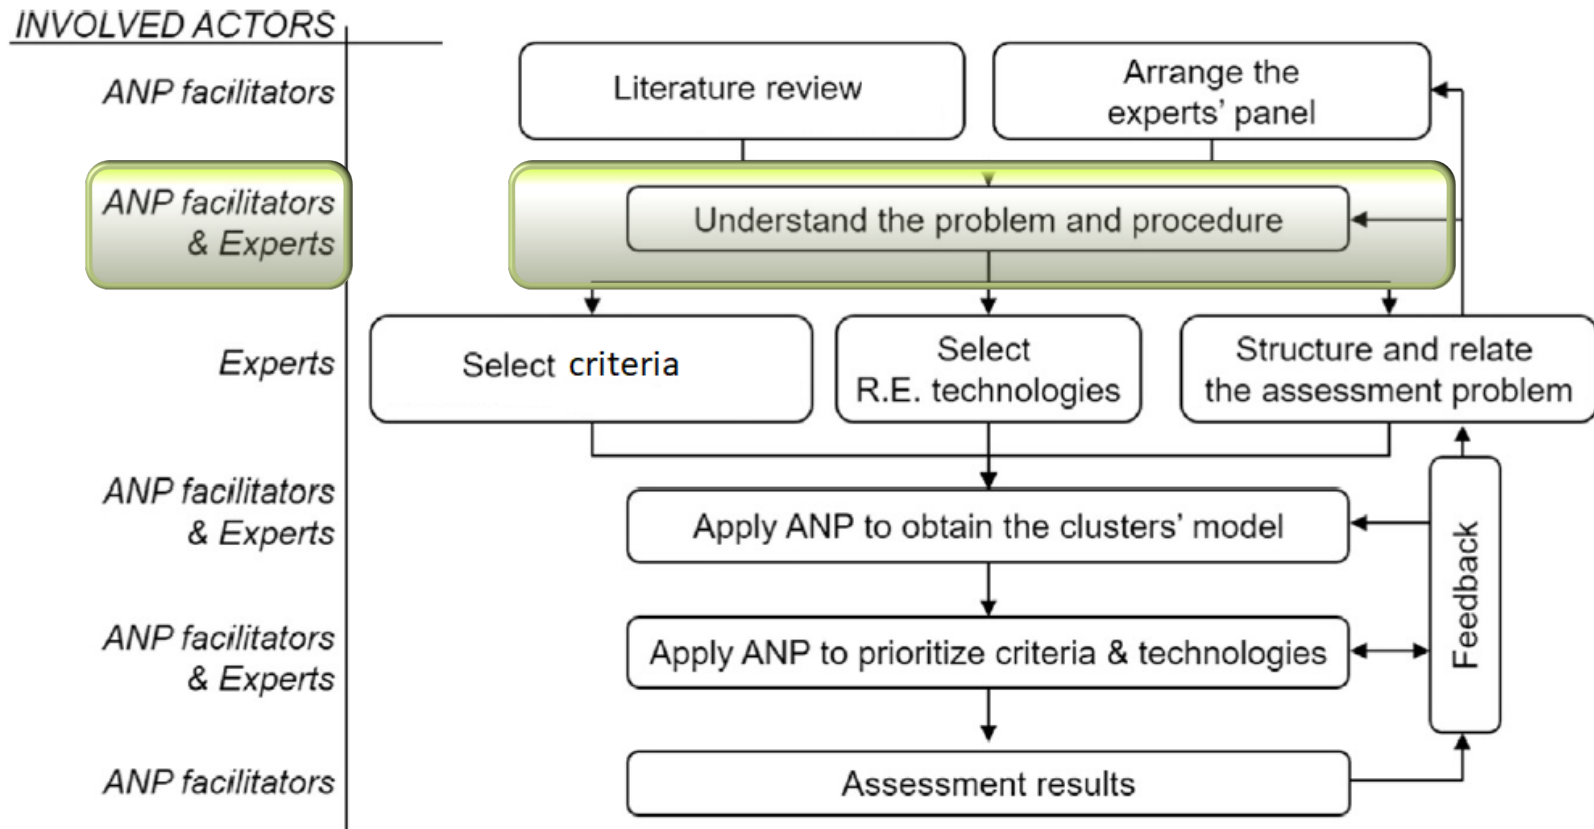 INVOLVED ACTORS
ANP facilitators
Literature review
Arrange the
experts' panel
ANP facilitators
& Experts
Understand the problem and procedure
Experts
Select criteria
Select
R.E. technologies
Structure and relate
the assessment problem
ANP facilitators
& Experts
Apply ANP to obtain the clusters' model
Feedback
ANP facilitators
& Experts
Apply ANP to prioritize criteria & technologies
ANP facilitators
Assessment results